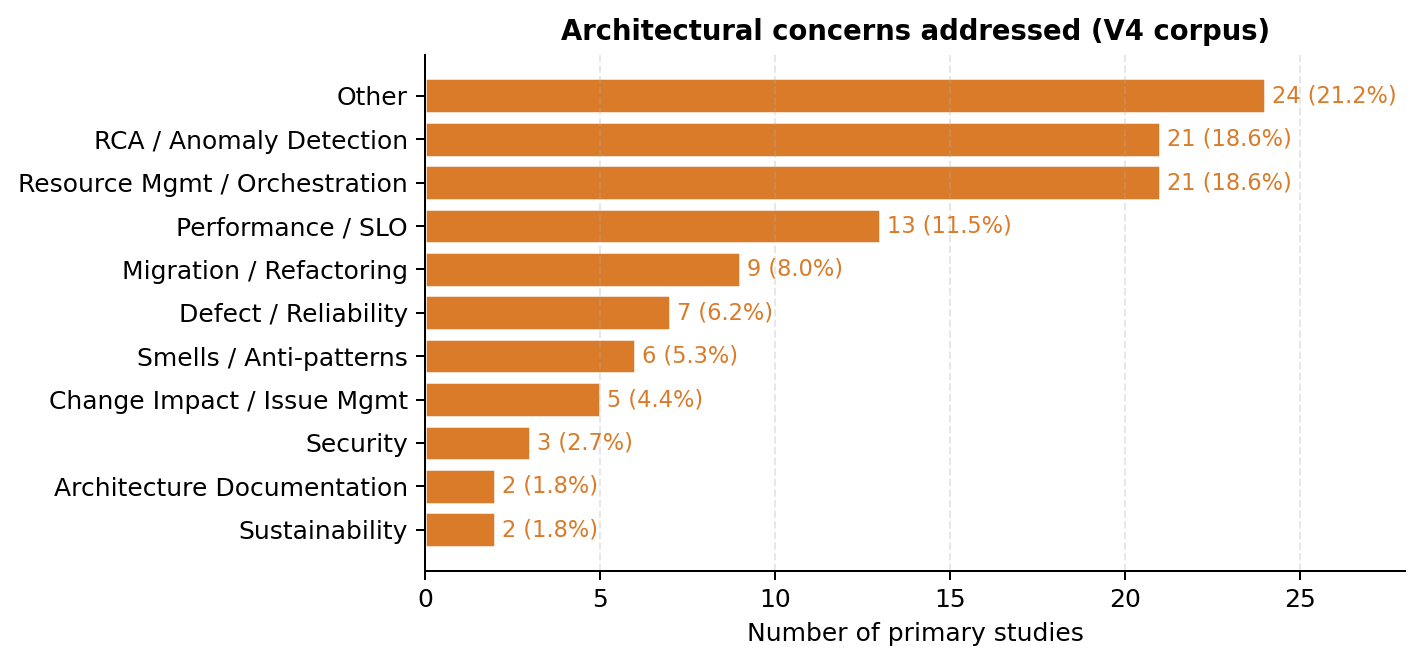 Architectural concerns addressed (V4 corpus)
Other 24 (21.2%)
RCA / Anomaly Detection 21 (18.6%)
Resource Mgmt / Orchestration 21 (18.6%)
Performance / SLO 13 (11.5%)
Migration / Refactoring 9 (8.0%)
Defect / Reliability 7 (6.2%)
Smells / Anti-patterns 6 (5.3%)
Change Impact / Issue Mgmt 5 (4.4%)
Security 3 (2.7%)
Architecture Documentation 2 (1.8%)
Sustainability 2 (1.8%)
0 5 10 15 20 25
Number of primary studies